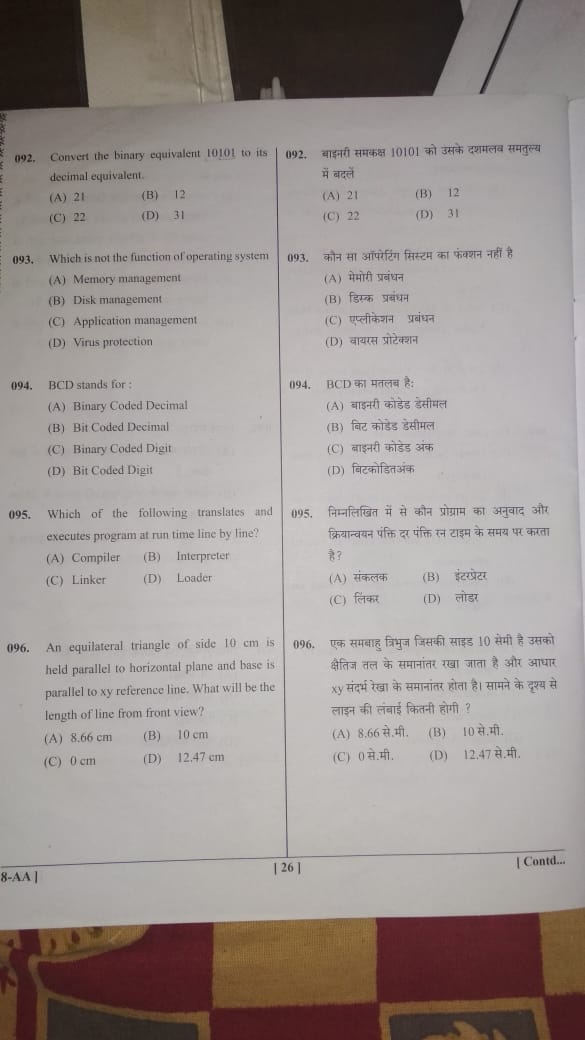 092. Convert the binary equivalent 10101 to its
decimal equivalent.
(A) 21 (B) 12
(C) 22 (D) 31
093. Which is not the function of operating system
(A) Memory management
(B) Disk management
(C) Application management
(D) Virus protection
094. BCD stands for :
(A) Binary Coded Decimal
(B) Bit Coded Decimal
(C) Binary Coded Digit
(D) Bit Coded Digit
095. Which of the following translates and
executes program at run time line by line?
(A) Compiler (B) Interpreter
(C) Linker (D) Loader
096. An equilateral triangle of side 10 cm is
held parallel to horizontal plane and base is
parallel to xy reference line. What will be the
length of line from front view?
(A) 8.66 cm (B) 10 cm
(C) 0 cm (D) 12.47 cm
092. बाइनरी समकक्ष 10101 को उसके दशमलव समतुल्य
में बदलें
(A) 21 (B) 12
(C) 22 (D) 31
093. कौन सा ऑपरेटिंग सिस्टम का फंक्शन नहीं है
(A) मेमोरी प्रबंधन
(B) डिस्क प्रबंधन
(C) एप्लीकेशन प्रबंधन
(D) वायरस प्रोटेक्शन
094. BCD का मतलब है:
(A) बाइनरी कोडेड डेसीमल
(B) बिट कोडेड डेसीमल
(C) बाइनरी कोडेड अंक
(D) बिटकोडितअंक
095. निम्नलिखित में से कौन प्रोग्राम का अनुवाद और
क्रियान्वयन पंक्ति दर पंक्ति रन टाइम के समय पर करता
है?
(A) संकलक (B) इंटरप्रेटर
(C) लिंकर (D) लोडर
096. एक समबाहु त्रिभुज जिसकी साइड 10 सेमी है उसको
क्षैतिज तल के समानांतर रखा जाता है और आधार
xy संदर्भ रेखा के समानांतर होता है। सामने के दृश्य से
लाइन की लंबाई कितनी होगी ?
(A) 8.66 से.मी. (B) 10 से.मी.
(C) 0 से.मी. (D) 12.47 से.मी.
8-AA ] [ 26 ] [ Contd...